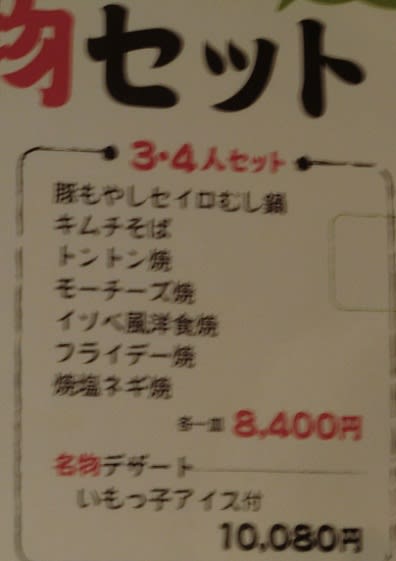 物セット
3・4人セット
豚もやしセイロむし鍋
キムチそば
トントン焼
モーチーズ焼
イソベ風洋食焼
フライデー焼
焼塩ネギ焼
各一皿 8,400円
名物デザート
いもっ子アイス付
10,080円